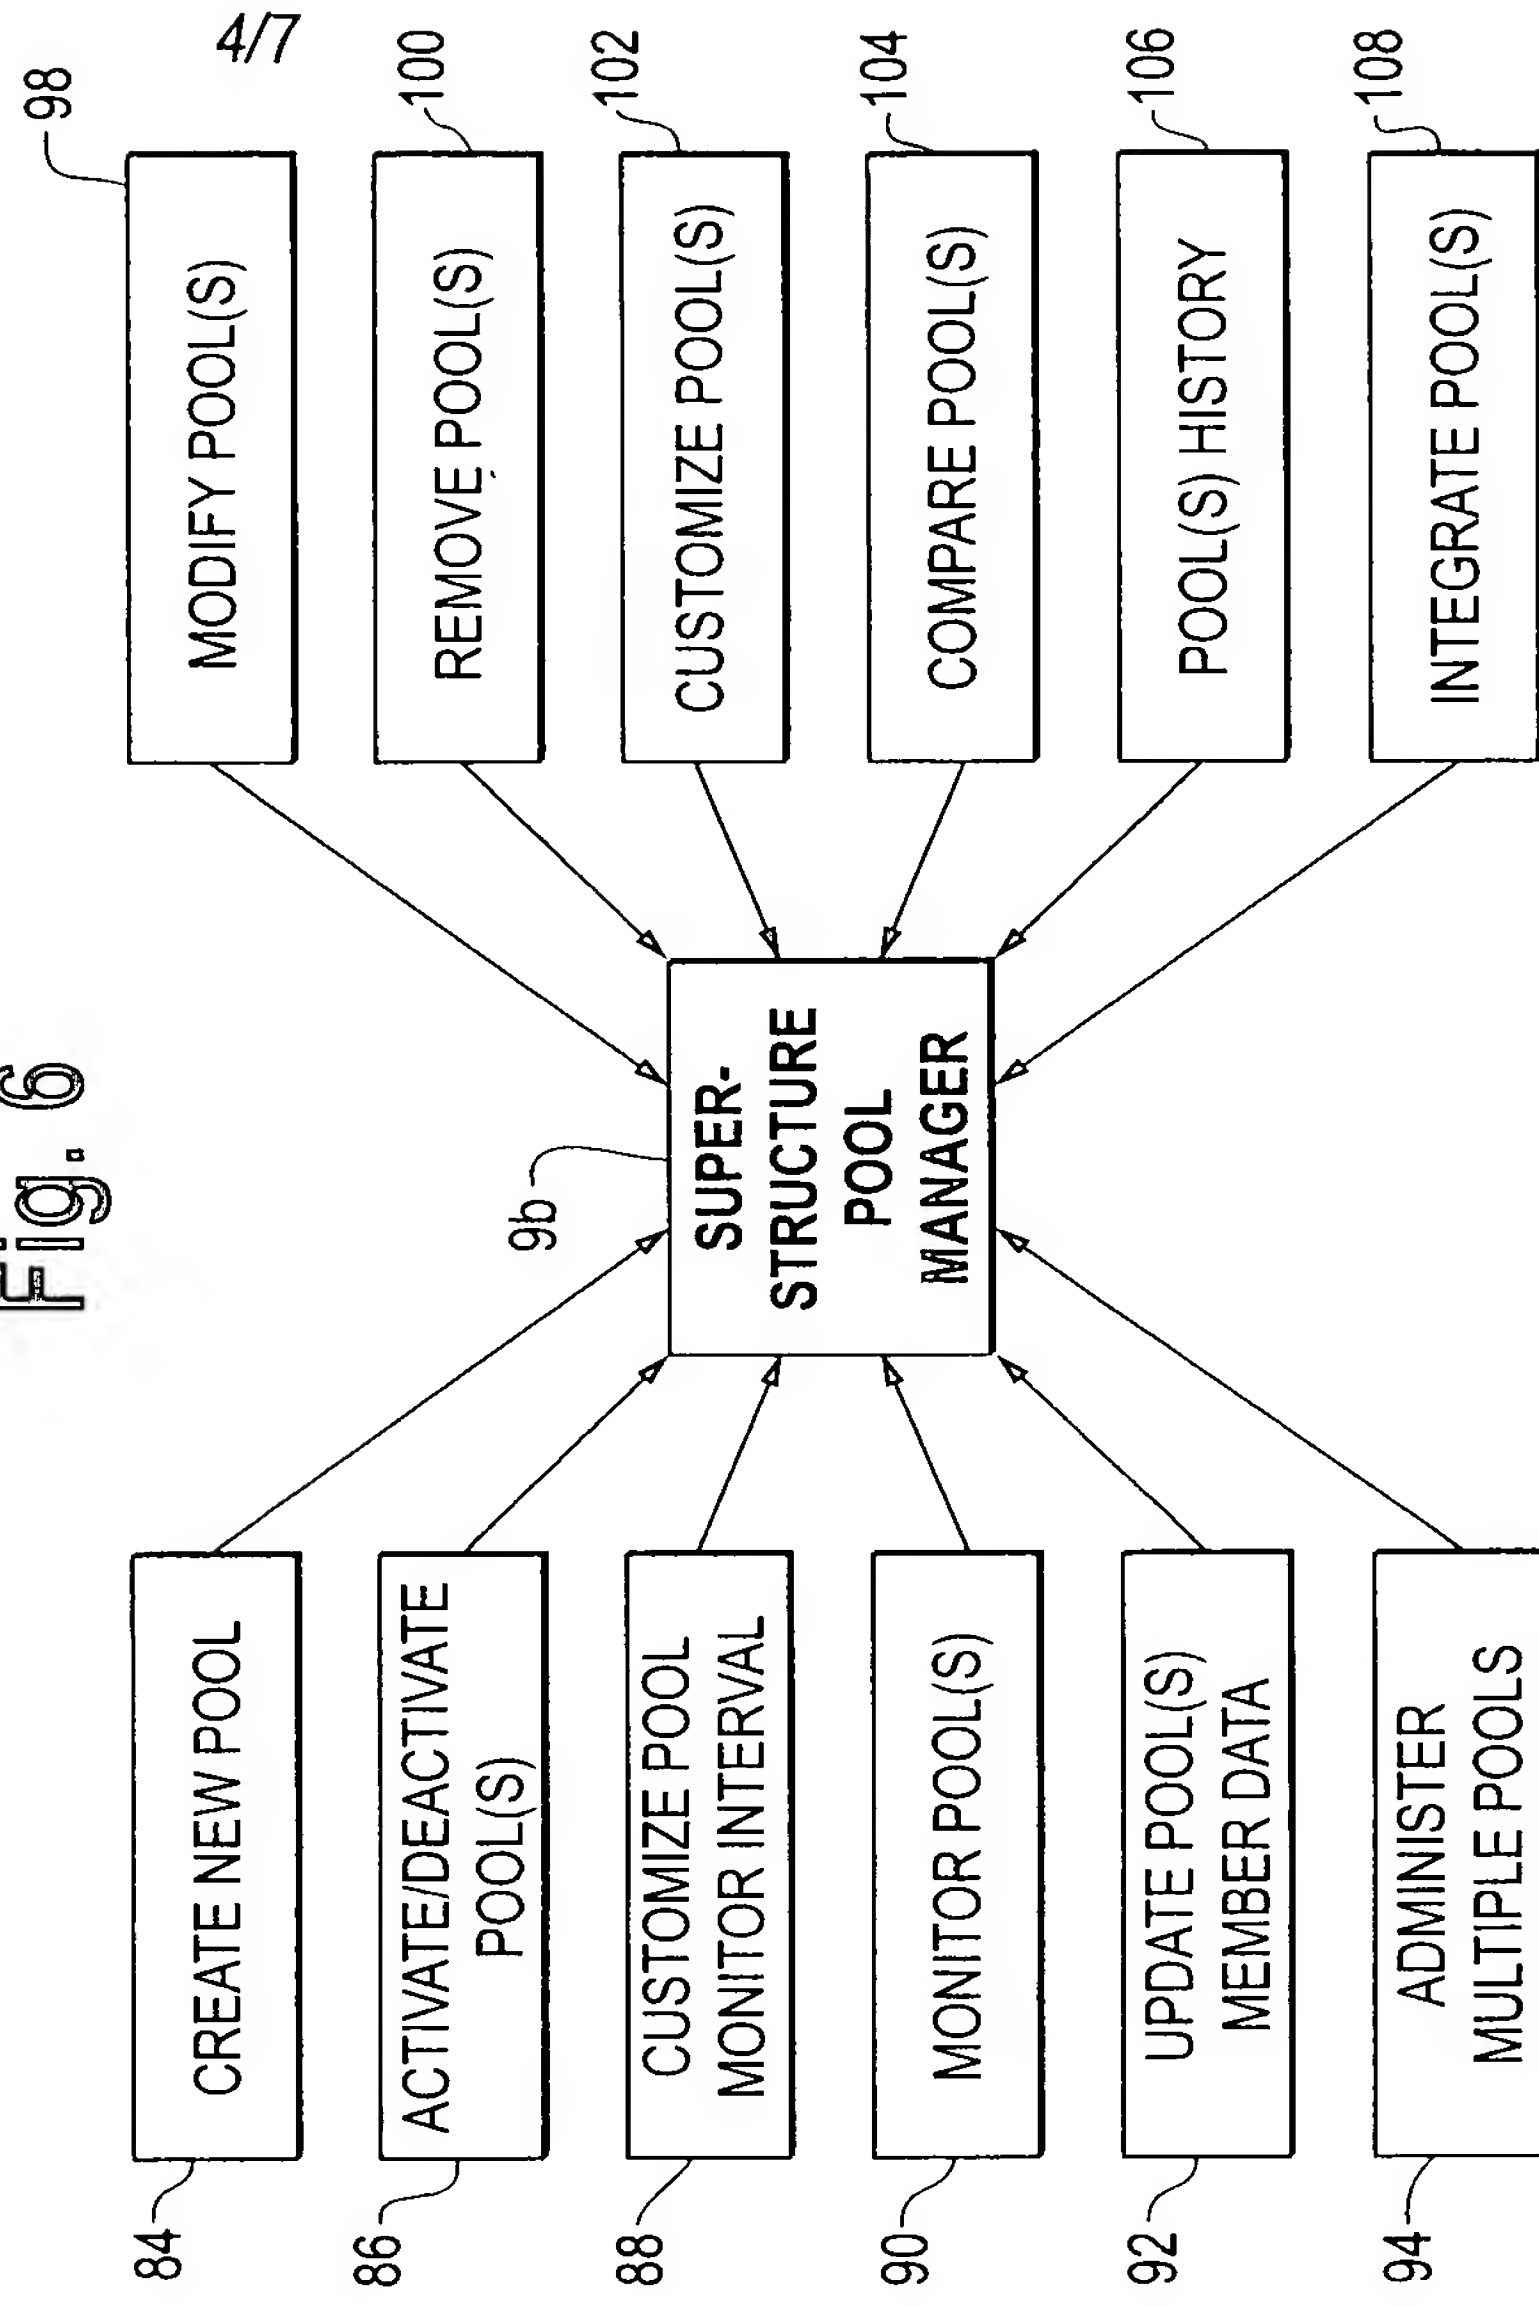 4/7
Fig. 6
84
CREATE NEW POOL
86
ACTIVATE/DEACTIVATE
POOL(S)
88
CUSTOMIZE POOL
MONITOR INTERVAL
90
MONITOR POOL(S)
92
UPDATE POOL(S)
MEMBER DATA
94
ADMINISTER
MULTIPLE POOLS
9b
SUPER-
STRUCTURE
POOL
MANAGER
98
MODIFY POOL(S)
100
REMOVE POOL(S)
102
CUSTOMIZE POOL(S)
104
COMPARE POOL(S)
106
POOL(S) HISTORY
108
INTEGRATE POOL(S)